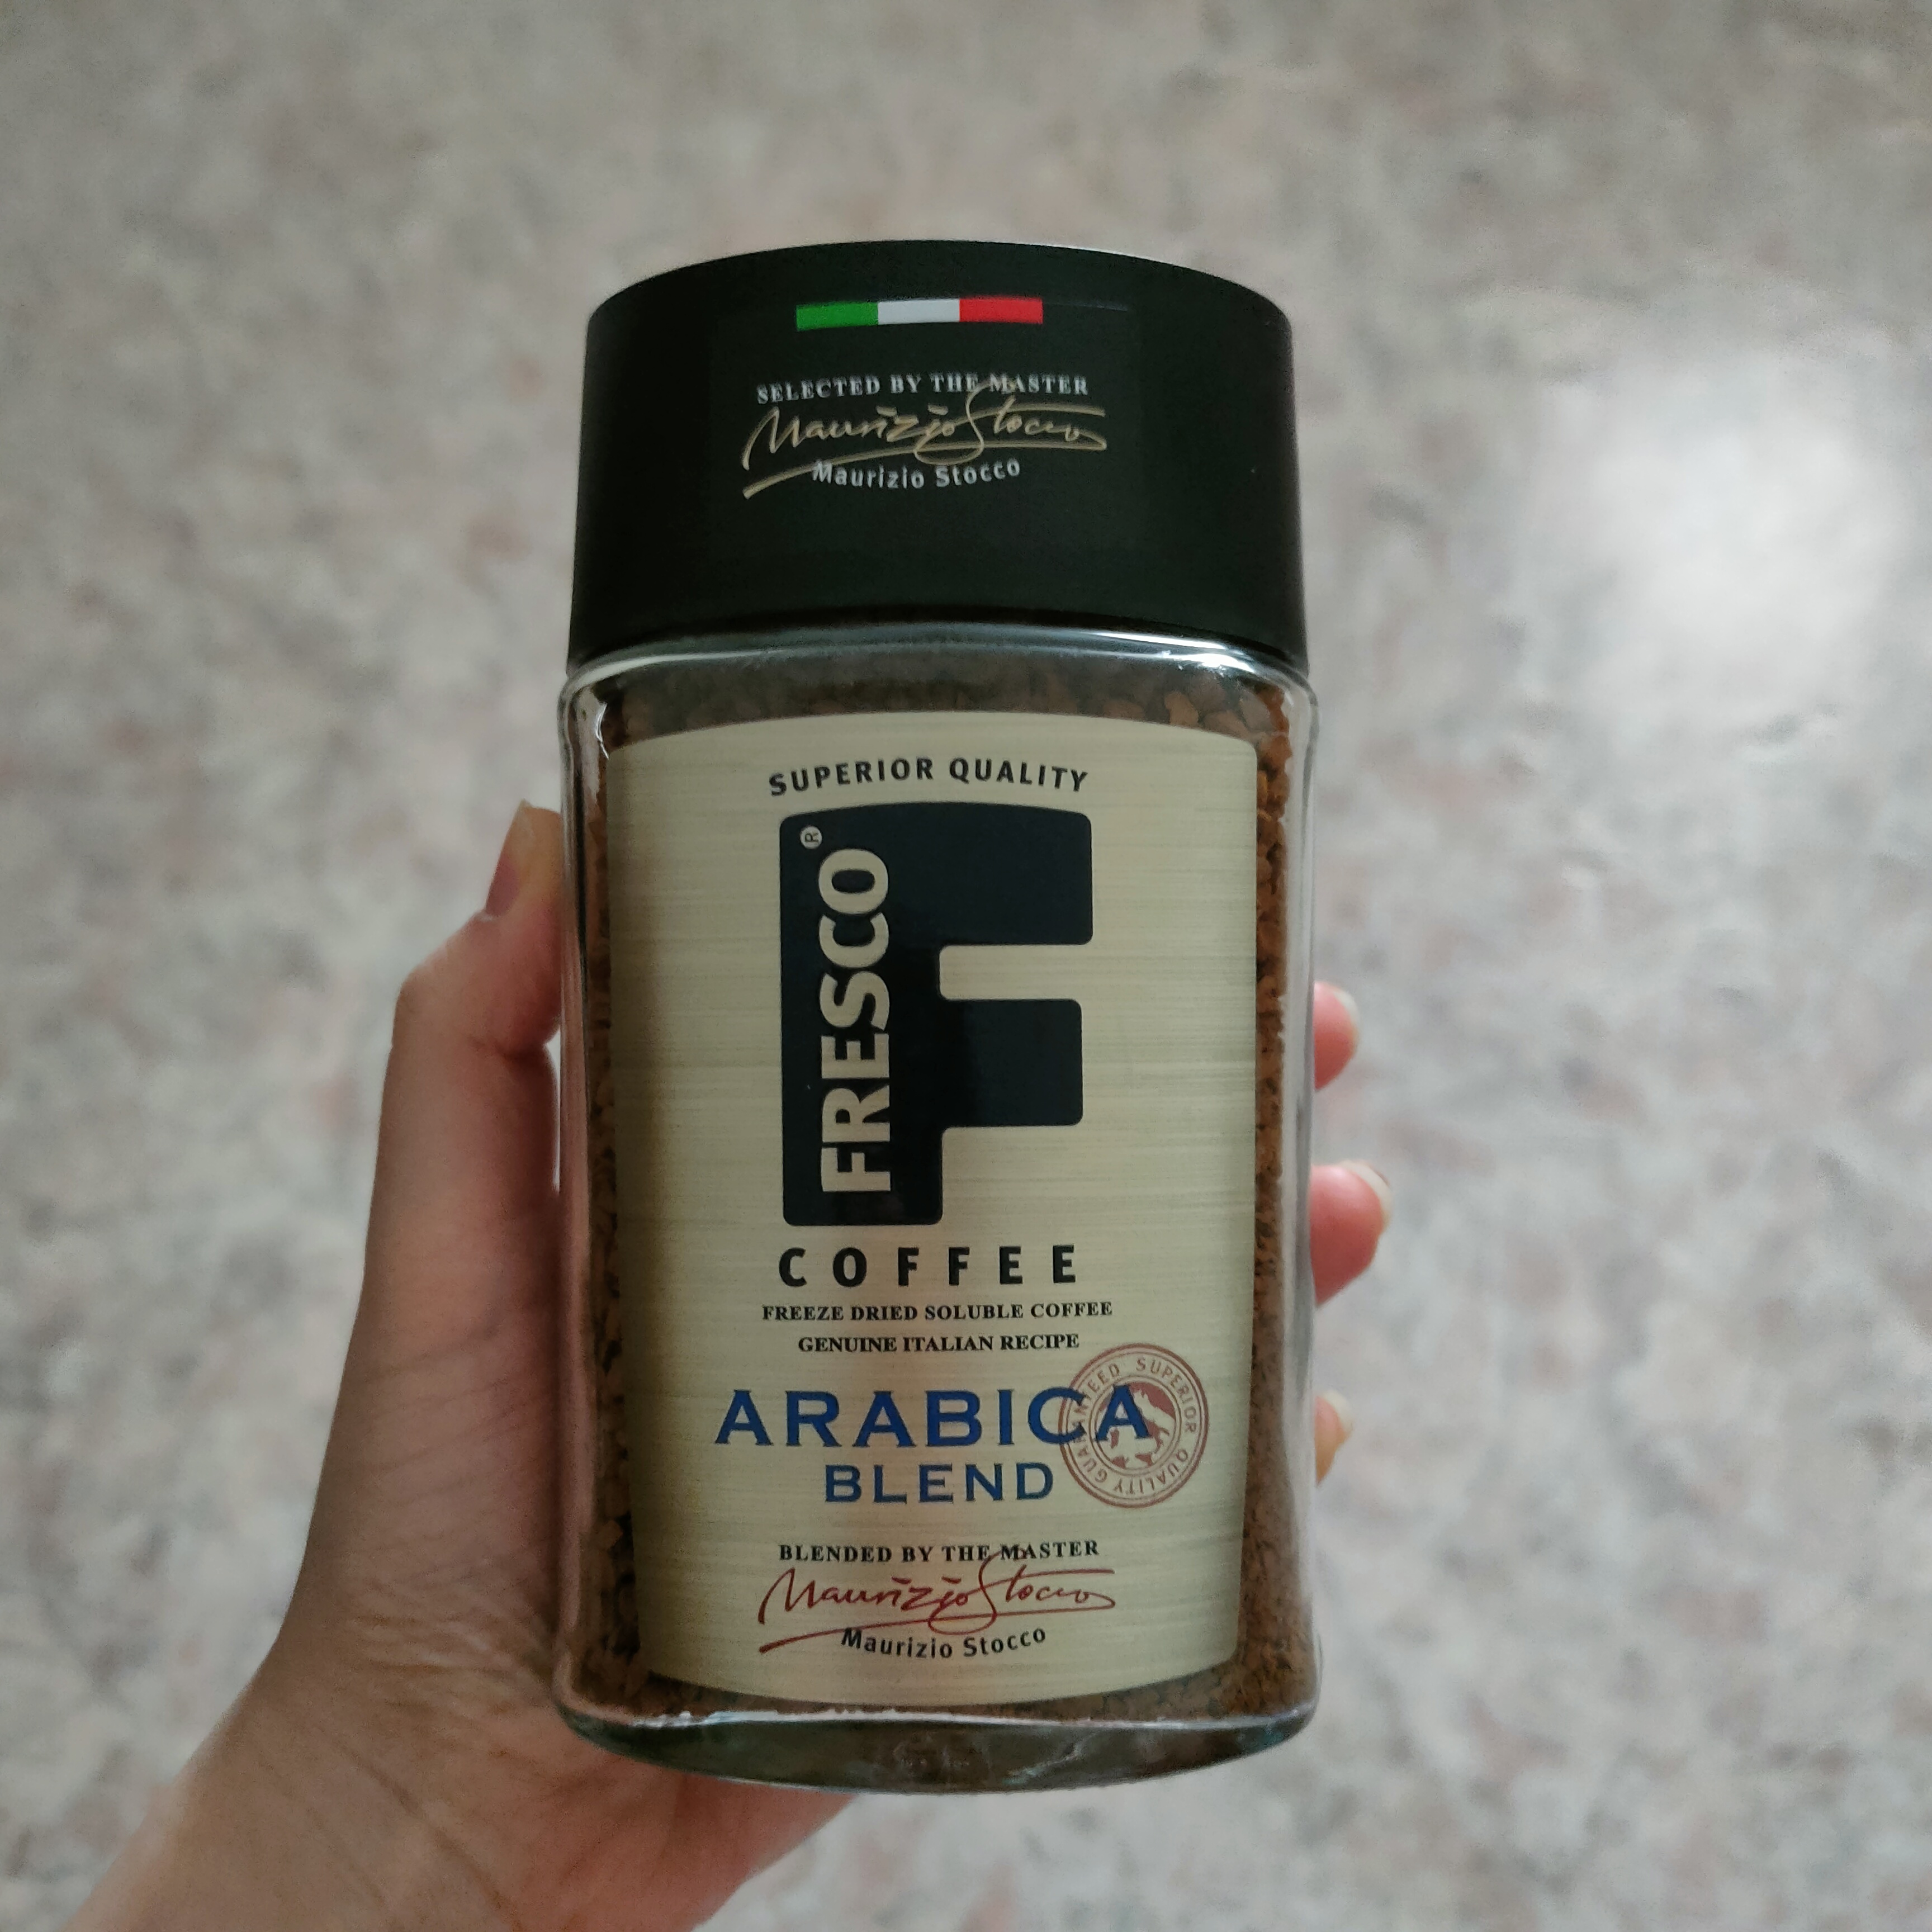 SELECTED BY THE MASTER
Maurizio Stocco
Maurizio Stocco
SUPERIOR QUALITY
FRESCO®
COFFEE
FREEZE DRIED SOLUBLE COFFEE
GENUINE ITALIAN RECIPE
ARABICA
BLEND
GUARANTEED SUPERIOR QUALITY
BLENDED BY THE MASTER
Maurizio Stocco
Maurizio Stocco